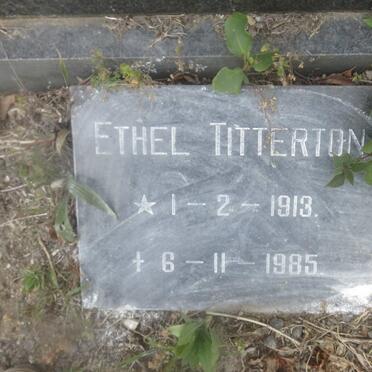 ETHEL TITTERTON
★ 1 - 2 - 1913.
† 6 - 11 - 1985